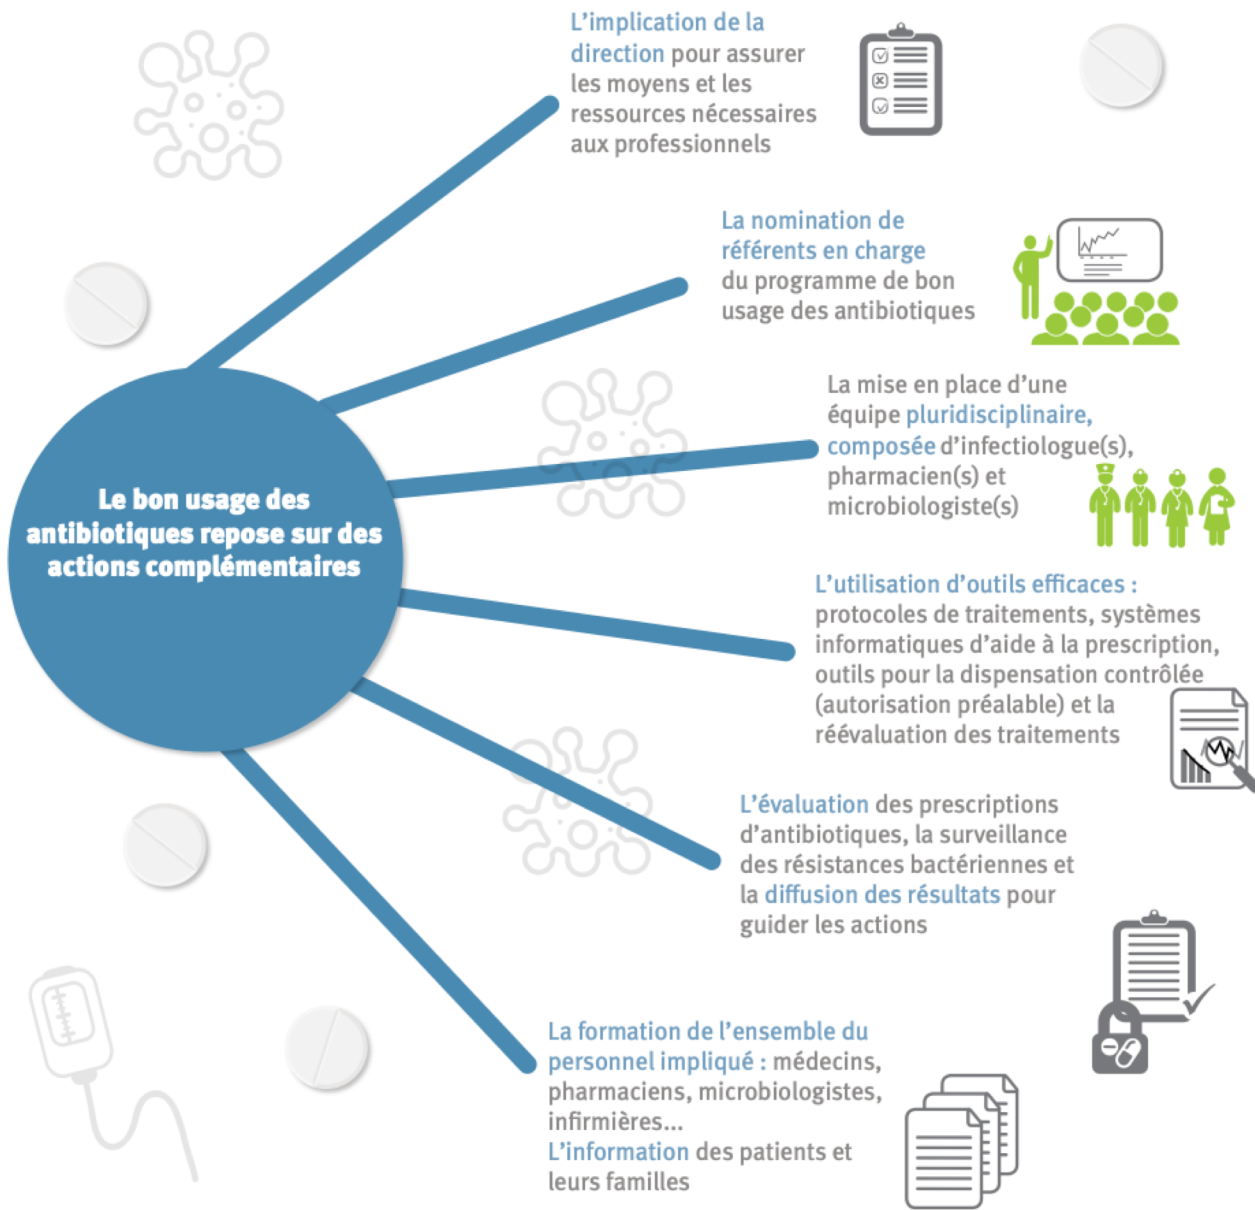 L'implication de la
direction pour assurer
les moyens et les
ressources nécessaires
aux professionnels
La nomination de
référents en charge
du programme de bon
usage des antibiotiques
La mise en place d'une
équipe pluridisciplinaire,
composée d'infectiologue(s),
pharmacien(s) et
microbiologiste(s)
Le bon usage des
antibiotiques repose sur des
actions complémentaires
L'utilisation d'outils efficaces :
protocoles de traitements, systèmes
informatiques d'aide à la prescription,
outils pour la dispensation contrôlée
(autorisation préalable) et la
réévaluation des traitements
L'évaluation des prescriptions
d'antibiotiques, la surveillance
des résistances bactériennes et
la diffusion des résultats pour
guider les actions
La formation de l'ensemble du
personnel impliqué : médecins,
pharmaciens, microbiologistes,
infirmières...
L'information des patients et
leurs familles